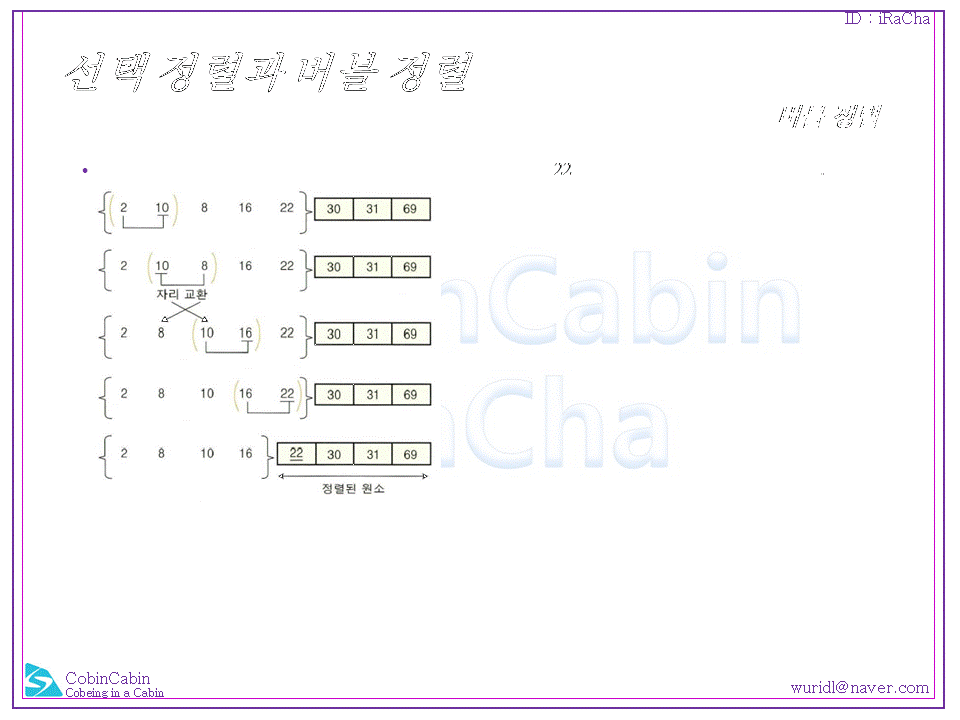 ID : iRaCha
선택 정렬과 버블 정렬
버블 정렬
• 22 .
2 10 8 16 22 30 31 69
2 10 8 16 22 30 31 69
자리 교환
2 8 10 16 22 30 31 69
2 8 10 16 22 30 31 69
2 8 10 16 22 30 31 69
정렬된 원소
CobinCabin
Cobeing in a Cabin
wuridl@naver.com